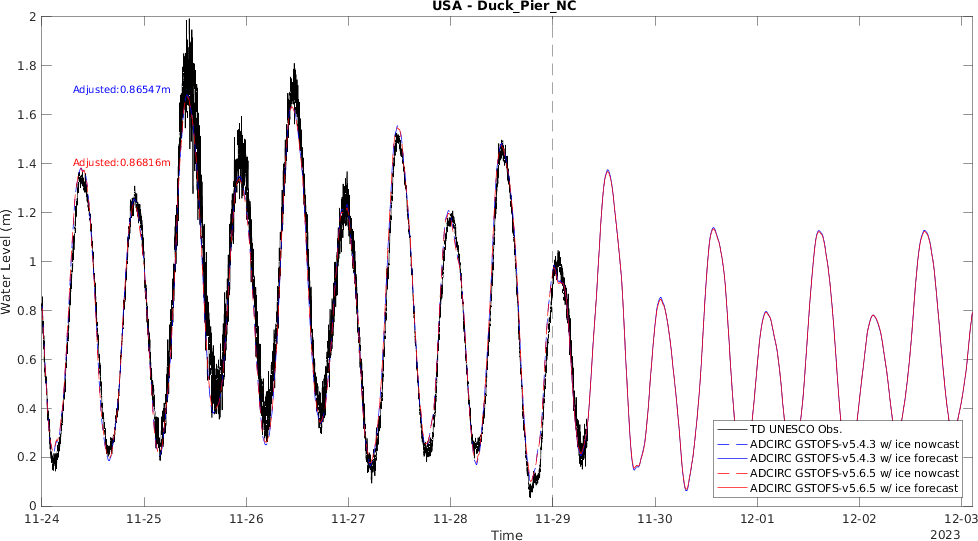 USA - Duck_Pier_NC
2
1.8
1.6
1.4
1.2
1
0.8
0.6
0.4
0.2
0
Water Level (m)
Adjusted:0.86547m
Adjusted:0.86816m
TD UNESCO Obs.
ADCIRC GSTOFS-v5.4.3 w/ ice nowcast
ADCIRC GSTOFS-v5.4.3 w/ ice forecast
ADCIRC GSTOFS-v5.6.5 w/ ice nowcast
ADCIRC GSTOFS-v5.6.5 w/ ice forecast
11-24 11-25 11-26 11-27 11-28 11-29 11-30 12-01 12-02 12-03
2023
Time